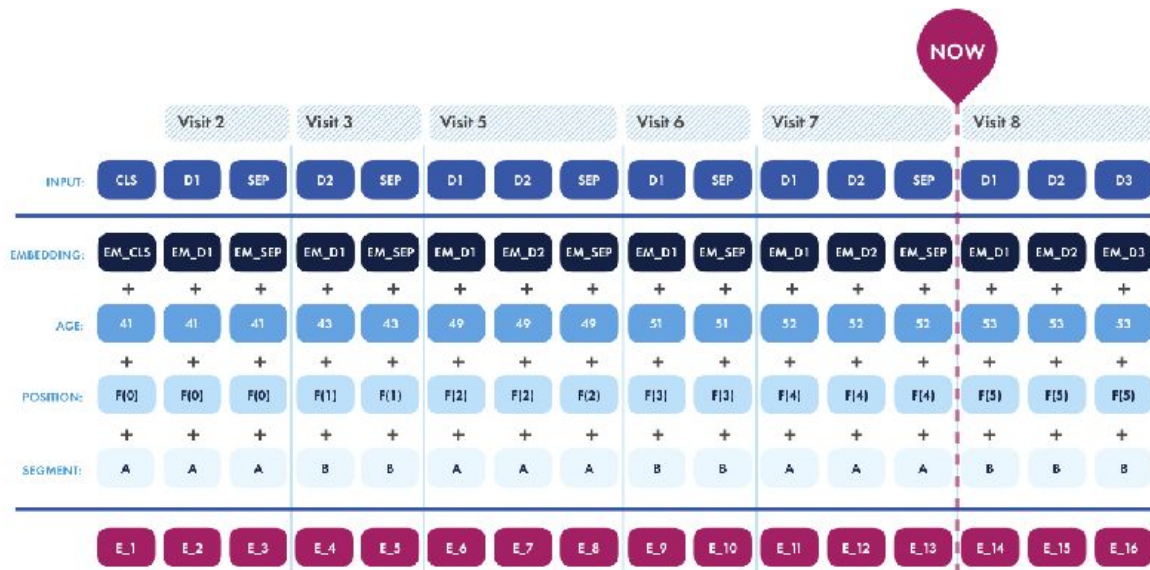 NOW
Visit 2 Visit 3 Visit 5 Visit 6 Visit 7 Visit 8
INPUT: CLS D1 SEP D2 SEP D1 D2 SEP D1 SEP D1 D2 SEP D1 D2 D3
EMBEDDING: EM_CLS EM_D1 EM_SEP EM_D1 EM_SEP EM_D1 EM_D2 EM_SEP EM_D1 EM_SEP EM_D1 EM_D2 EM_SEP EM_D1 EM_D2 EM_D3
+ + + + + + + + + + + + + + + +
AGE: 41 41 41 43 43 49 49 49 51 51 52 52 52 53 53 53
+ + + + + + + + + + + + + + + +
POSITION: F(0) F(0) F(0) F(1) F(1) F(2) F(2) F(2) F(3) F(3) F(4) F(4) F(4) F(5) F(5) F(5)
+ + + + + + + + + + + + + + + +
SEGMENT: A A A B B A A A B B A A A B B B
E_1 E_2 E_3 E_4 E_5 E_6 E_7 E_8 E_9 E_10 E_11 E_12 E_13 E_14 E_15 E_16